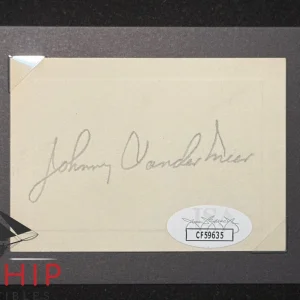 Johnny Vander Meer
JSA
CF59635
HIP